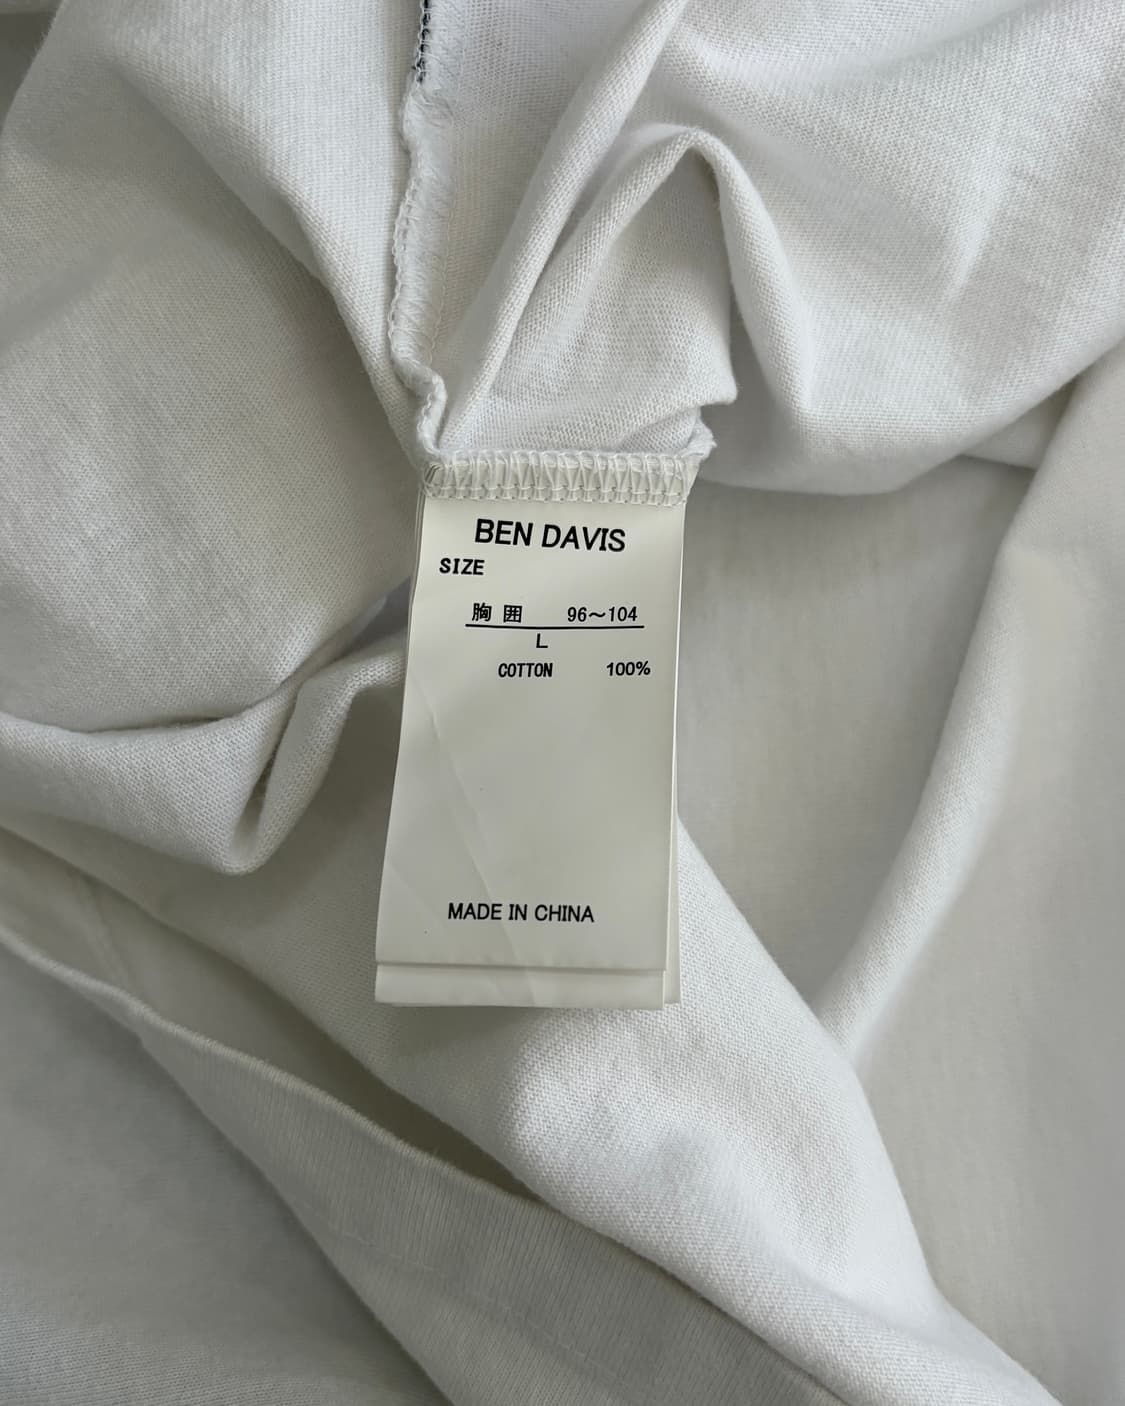 BEN DAVIS
SIZE
胸囲 96〜104
L
COTTON 100%
MADE IN CHINA